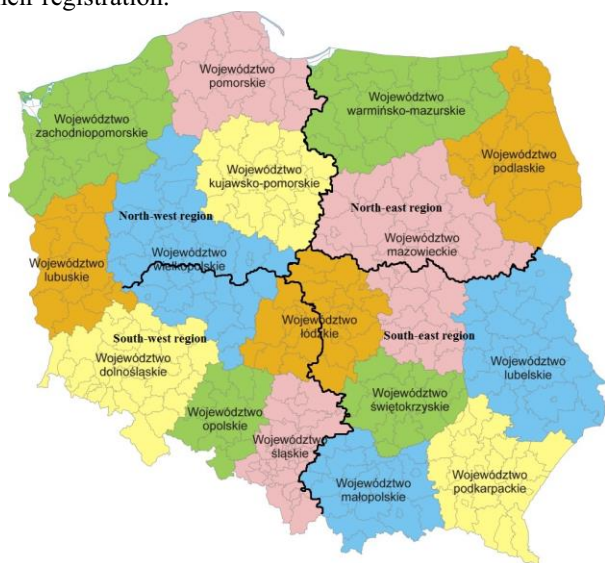 registration.
Województwo
pomorskie
Województwo
zachodniopomorskie
Województwo
warmińsko-mazurskie
Województwo
podlaskie
Województwo
kujawsko-pomorskie
North-west region
North-east region
Województwo
mazowieckie
Województwo
wielkopolskie
Województwo
lubuskie
Województwo
łódzkie
South-west region
South-east region
Województwo
dolnośląskie
Województwo
lubelskie
Województwo
świętokrzyskie
Województwo
opolskie
Województwo
śląskie
Województwo
małopolskie
Województwo
podkarpackie